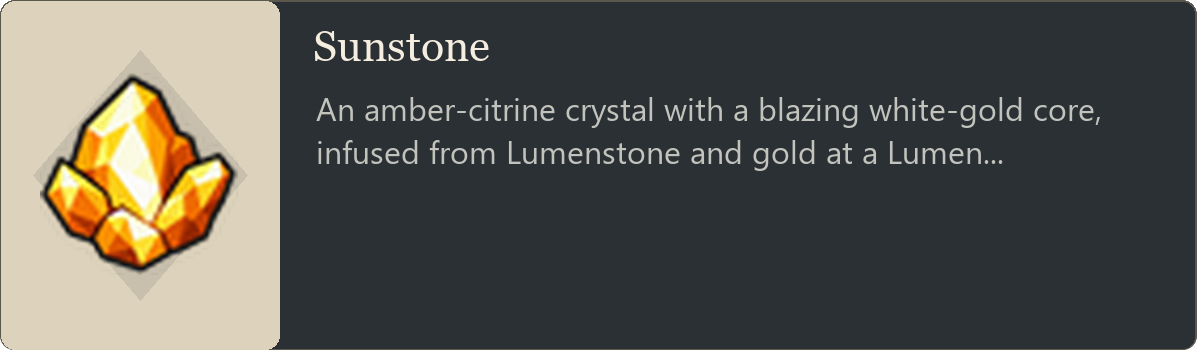 Sunstone
An amber-citrine crystal with a blazing white-gold core,
infused from Lumenstone and gold at a Lumen...